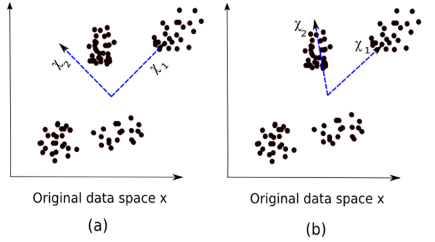 χ2
χ1
Original data space x
(a)
χ2
χ1
Original data space x
(b)